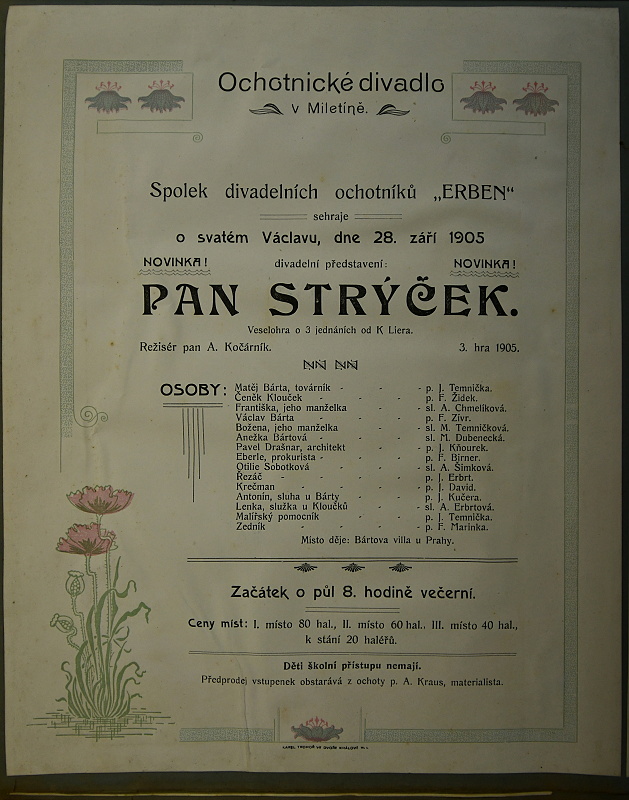 Ochotnické divadlo
v Miletíně.
Spolek divadelních ochotníků „ERBEN“
sehraje
o svatém Václavu, dne 28. září 1905
NOVINKA! divadelní představení: NOVINKA!
PAN STRÝČEK.
Veselohra o 3 jednáních od K Liera.
Režisér pan A. Kočárník. 3. hra 1905.
OSOBY:
Matěj Bárta, továrník - - - p. J. Temnička.
Čeněk Klouček - - - - p. F. Židek.
Františka, jeho manželka - - sl. A. Chmelíková.
Václav Bárta - - - - p. F. Zívr.
Božena, jeho manželka - - - sl. M. Temničková.
Anežka Bártová - - - - sl. M. Dubenecká.
Pavel Drašnar, architekt - - p. J. Kňourek.
Eberle, prokurista - - - - p. F. Birner.
Otilie Sobotková - - - sl. A. Šimková.
Řezáč - - - - - p. J. Erbrt.
Krečman - - - - p. J. David.
Antonín, sluha u Bárty - - - p. J. Kučera.
Lenka, služka u Kloučků - - sl. A. Erbrtová.
Malířský pomocník - - - p. J. Temnička.
Zedník - - - - - p. F. Marinka.
Místo děje: Bártova villa u Prahy.
Začátek o půl 8. hodině večerní.
Ceny míst: I. místo 80 hal., II. místo 60 hal., III. místo 40 hal.,
k stání 20 haléřů.
Děti školní přístupu nemají.
Předprodej vstupenek obstarává z ochoty p. A. Kraus, materialista.